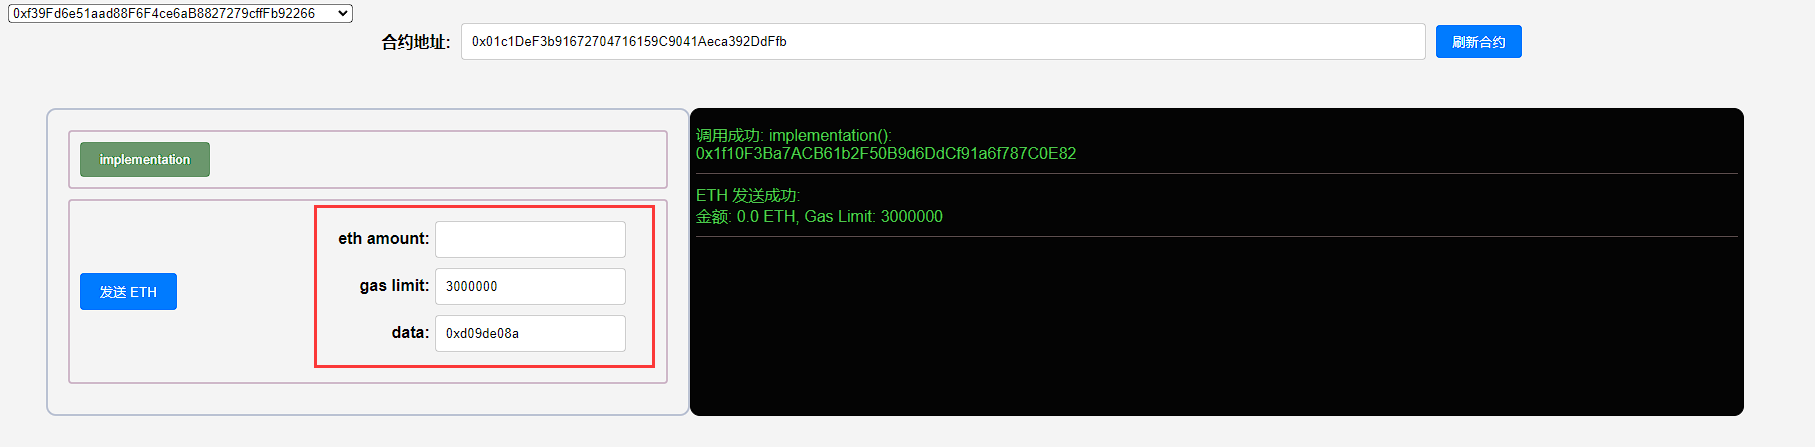 0xf39Fd6e51aad88F6F4ce6aB8827279cffFb92266
合约地址:
0x01c1DeF3b91672704716159C9041Aeca392DdFfb
刷新合约
implementation
eth amount:
gas limit:
3000000
data:
0xd09de08a
发送 ETH
调用成功: implementation():
0x1f10F3Ba7ACB61b2F50B9d6DdCf91a6f787C0E82
ETH 发送成功:
金额: 0.0 ETH, Gas Limit: 3000000